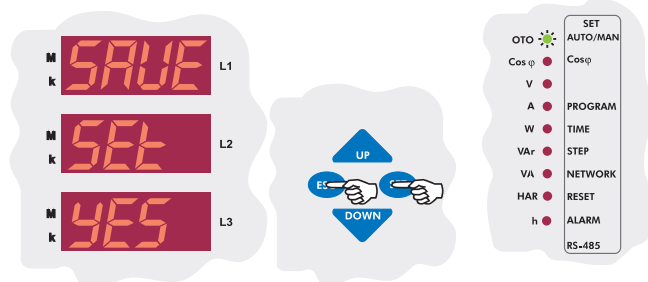 M
k
SAVE
L1
M
k
SEt
L2
M
k
YES
L3
UP
DOWN
SET
OTO AUTO/MAN
Cos φ Cosφ
V
A PROGRAM
W TIME
VAr STEP
VA NETWORK
HAR RESET
h ALARM
RS-485